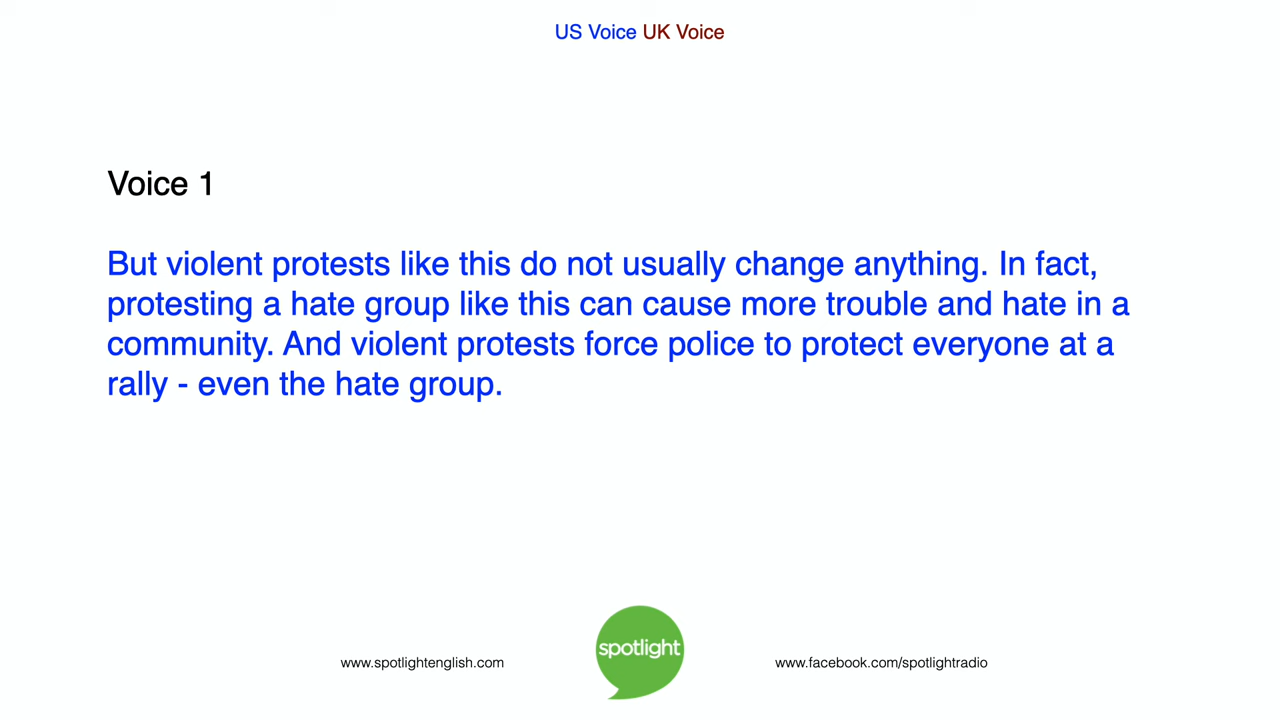 US Voice UK Voice
Voice 1
But violent protests like this do not usually change anything. In fact,
protesting a hate group like this can cause more trouble and hate in a
community. And violent protests force police to protect everyone at a
rally - even the hate group.
spotlight
www.spotlightenglish.com
www.facebook.com/spotlightradio